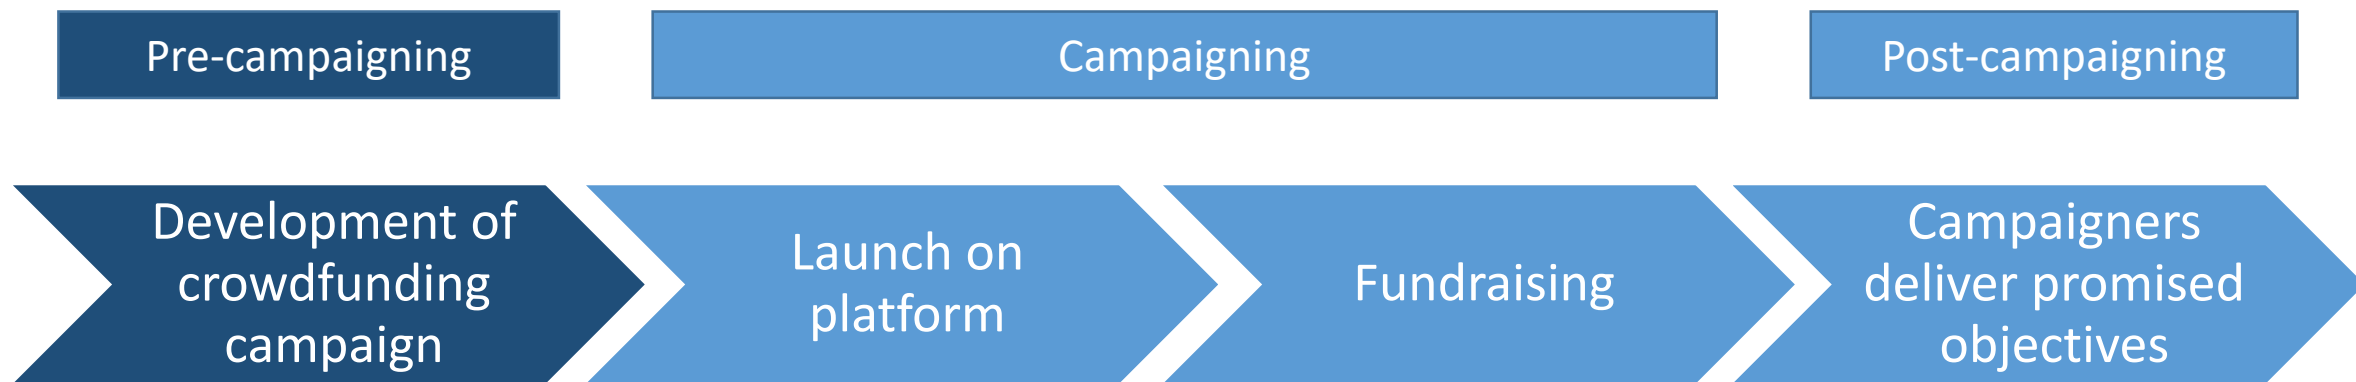 Pre-campaigning
Campaigning
Post-campaigning
Development of
crowdfunding
campaign
Launch on
platform
Fundraising
Campaigners
deliver promised
objectives